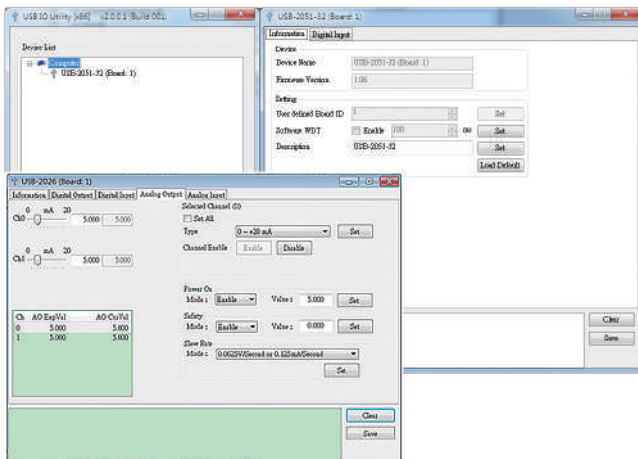 USB IO Utility [x86] v2.0.0.1 (Build 001)
Device List
Computer
USB-2051-32 (Board: 1)
USB-2051-32 (Board: 1)
Information Digital Input
Device
Device Name USB-2051-32 (Board: 1)
Firmware Version 1.06
Setting
User defined Board ID 1 Set
Software WDT Enable 100 ms Set
Description USB-2051-32 Set
Load Default
Clear
Save
USB-2026 (Board: 1)
Information Digital Output Digital Input Analog Output Analog Input
0 mA 20
Ch0 5.000 5.000
0 mA 20
Ch1 5.000 5.000
Ch AO ExpVal AO CurVal
0 5.000 5.000
1 5.000 5.000
Selected Channel (0)
Set All
Type 0 ~ +20 mA Set
Channel Enable Enable Disable
Power On
Mode : Enable Value : 5.000 Set
Safety
Mode : Enable Value : 0.000 Set
Slew Rate
Mode : 0.0625V/Second or 0.125mA/Second
Set
Clear
Save